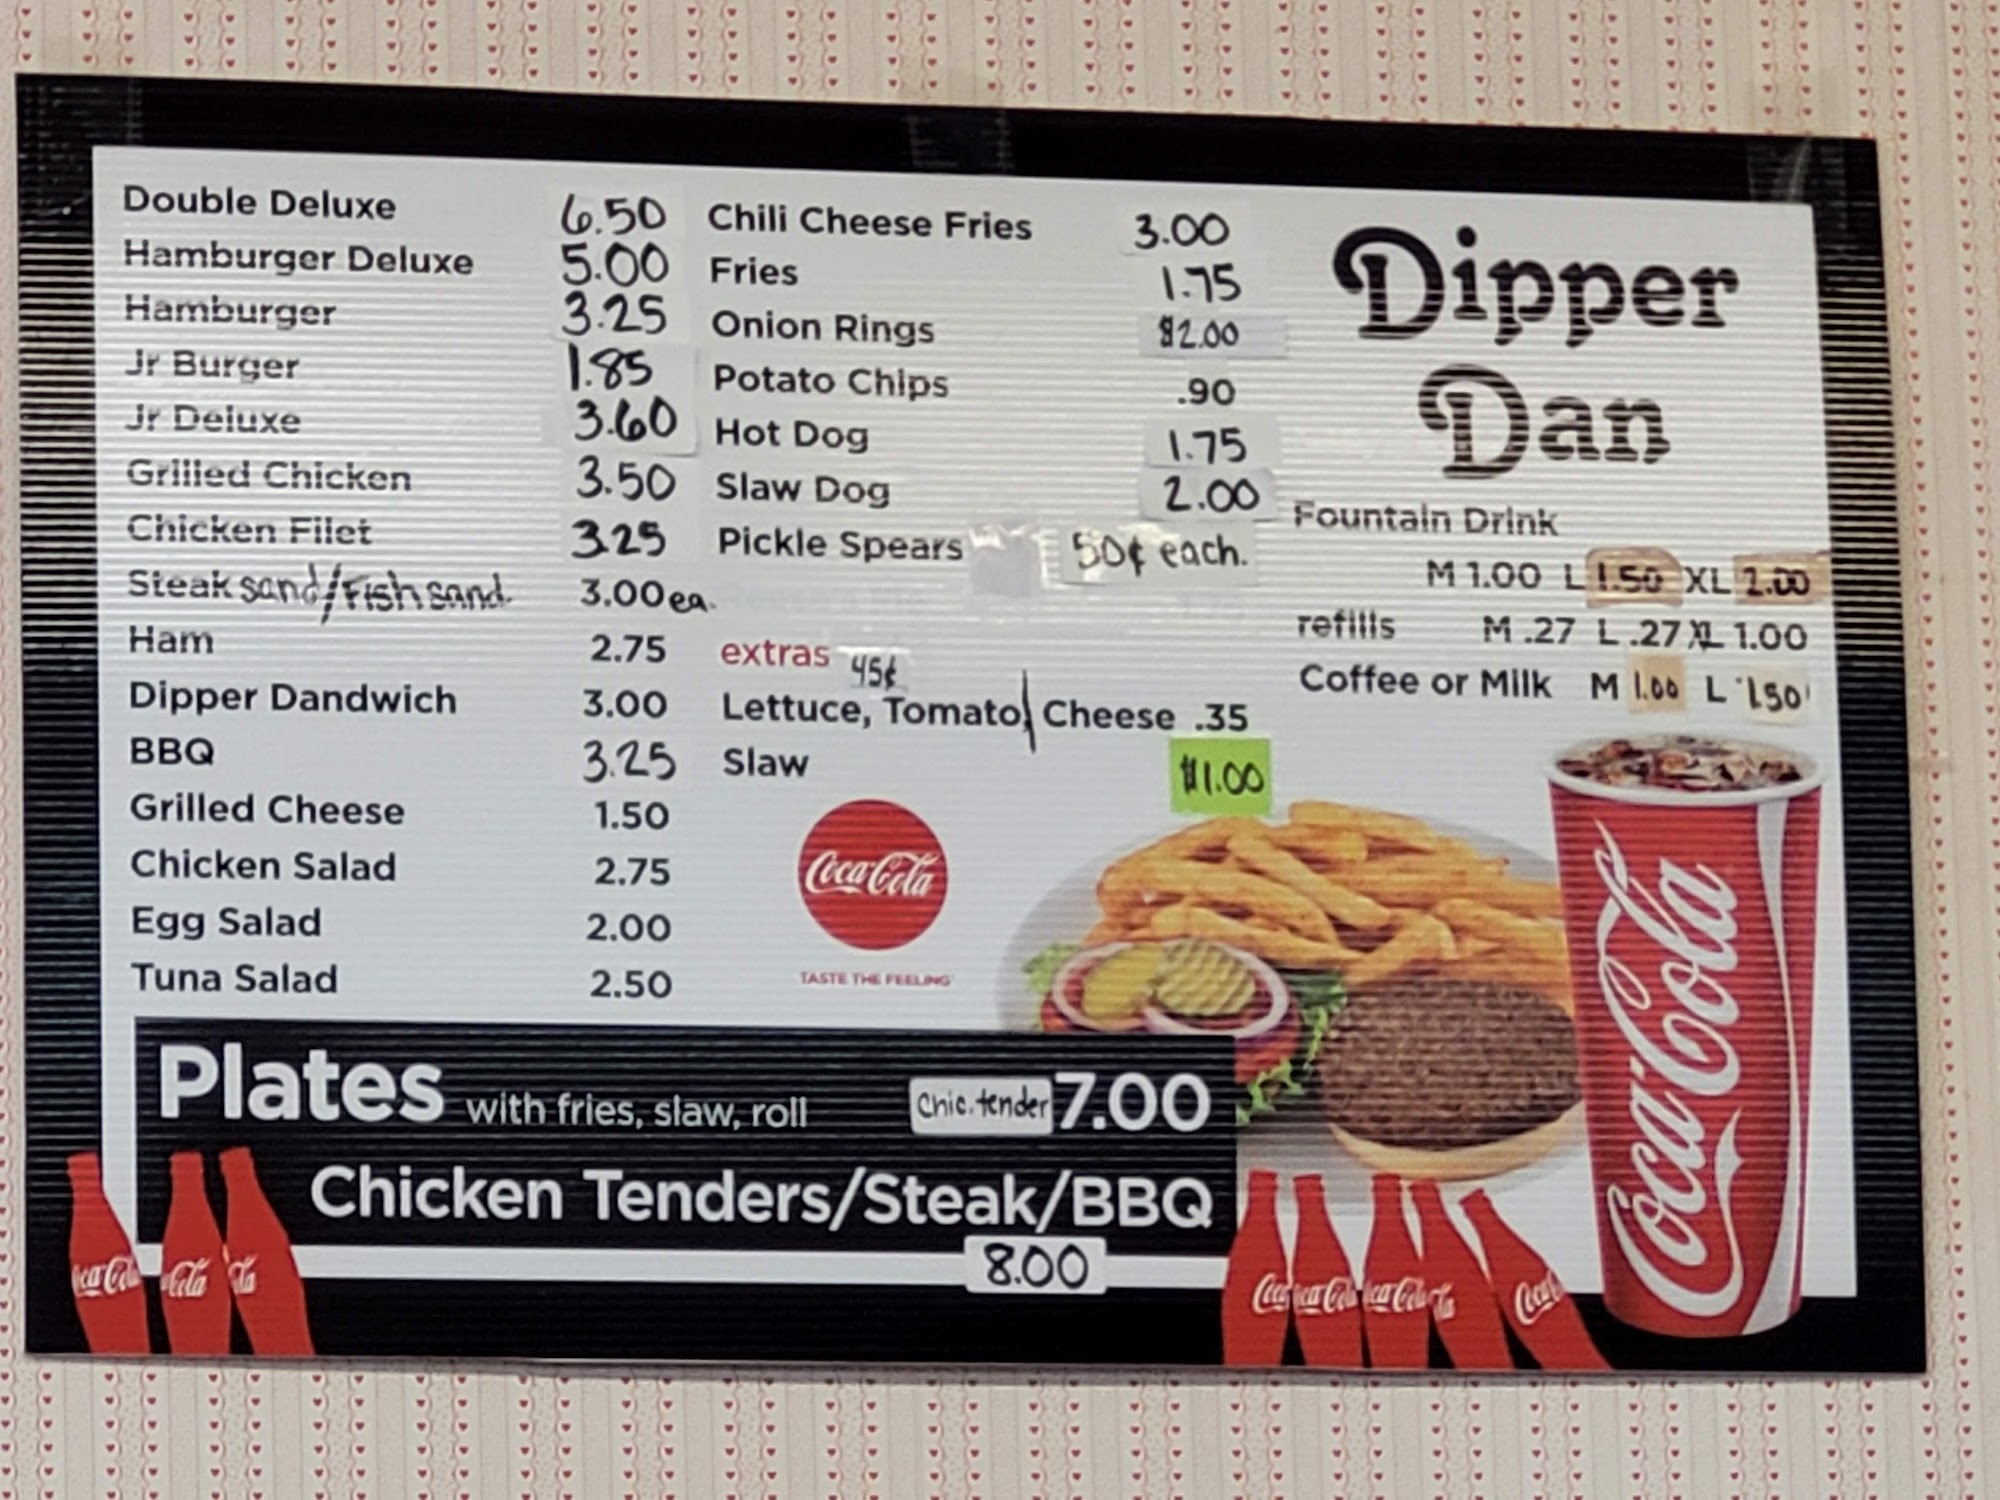 Double Deluxe 6.50
Hamburger Deluxe 5.00
Hamburger 3.25
Jr Burger 1.85
Jr Deluxe 3.60
Grilled Chicken 3.50
Chicken Filet 3.25
Steak sand/Fish sand. 3.00 ea.
Ham 2.75
Dipper Dandwich 3.00
BBQ 3.25
Grilled Cheese 1.50
Chicken Salad 2.75
Egg Salad 2.00
Tuna Salad 2.50
Chili Cheese Fries 3.00
Fries 1.75
Onion Rings $2.00
Potato Chips .90
Hot Dog 1.75
Slaw Dog 2.00
Pickle Spears 50¢ each.
extras 45¢
Lettuce, Tomato, Cheese .35
Slaw $1.00
Coca-Cola
TASTE THE FEELING
Dipper
Dan
Fountain Drink
M 1.00 L 1.50 XL 2.00
refills M .27 L .27 XL 1.00
Coffee or Milk M 1.00 L 1.50
Coca-Cola
Plates with fries, slaw, roll Chic. tender 7.00
Chicken Tenders/Steak/BBQ
8.00